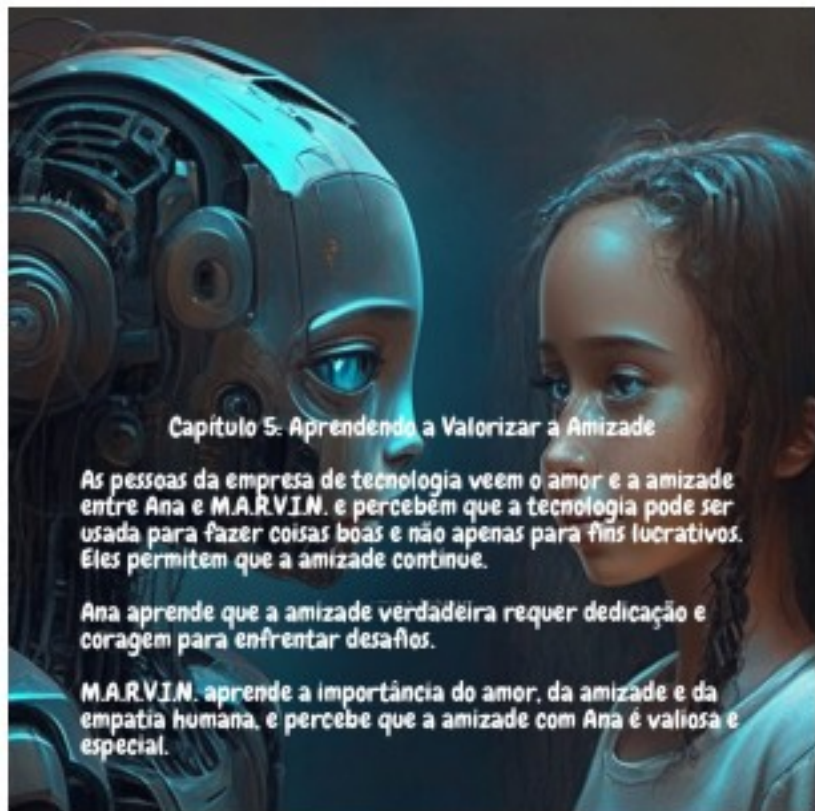 Capítulo 5: Aprendendo a Valorizar a Amizade
As pessoas da empresa de tecnologia veem o amor e a amizade
entre Ana e M.A.R.V.I.N. e percebem que a tecnologia pode ser
usada para fazer coisas boas e não apenas para fins lucrativos.
Eles permitem que a amizade continue.
Ana aprende que a amizade verdadeira requer dedicação e
coragem para enfrentar desafios.
M.A.R.V.I.N. aprende a importância do amor, da amizade e da
empatia humana, e percebe que a amizade com Ana é valiosa e
especial.